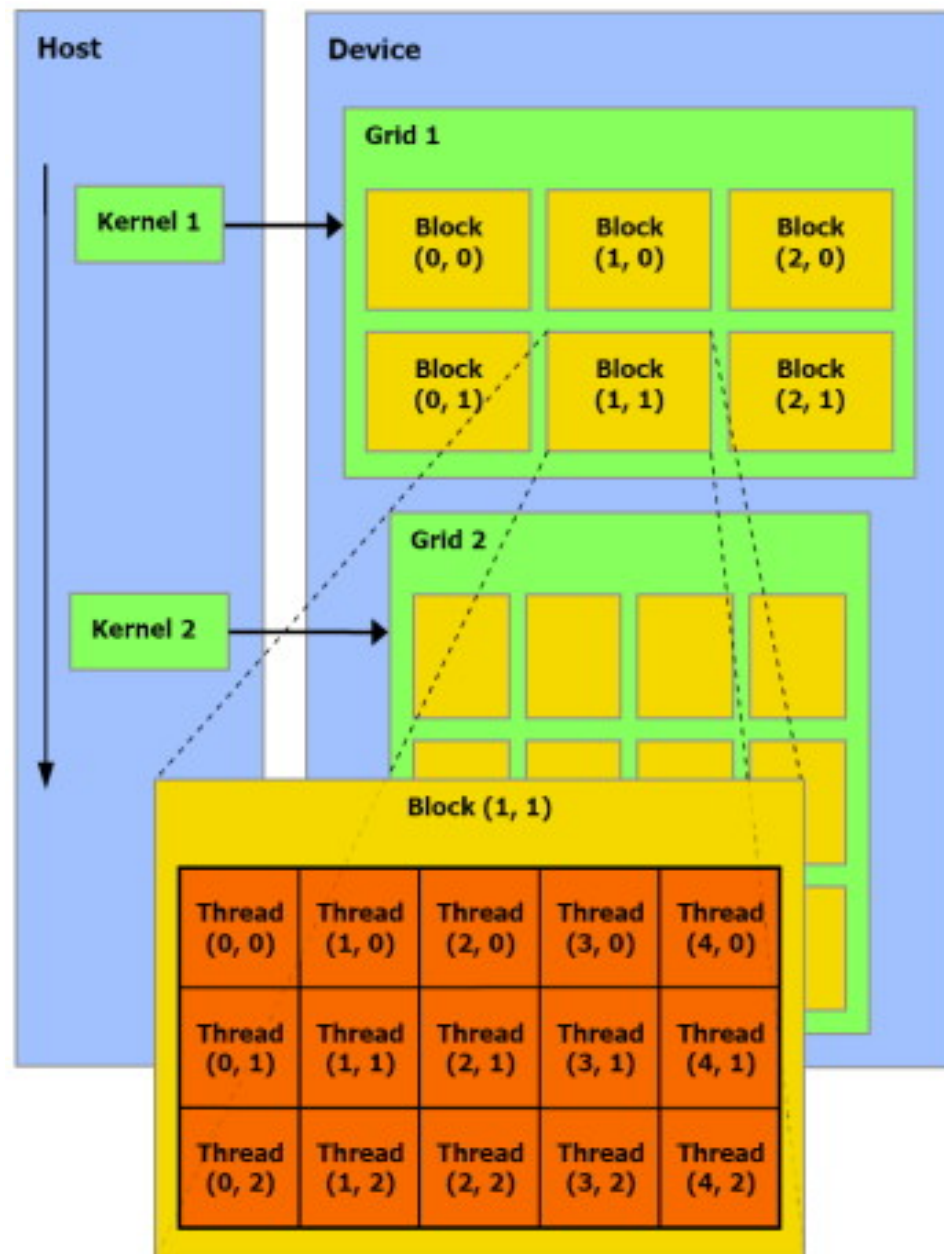 Host
Device
Grid 1
Kernel 1
Block
(0, 0)
Block
(1, 0)
Block
(2, 0)
Block
(0, 1)
Block
(1, 1)
Block
(2, 1)
Grid 2
Kernel 2
Block (1, 1)
Thread
(0, 0)
Thread
(1, 0)
Thread
(2, 0)
Thread
(3, 0)
Thread
(4, 0)
Thread
(0, 1)
Thread
(1, 1)
Thread
(2, 1)
Thread
(3, 1)
Thread
(4, 1)
Thread
(0, 2)
Thread
(1, 2)
Thread
(2, 2)
Thread
(3, 2)
Thread
(4, 2)